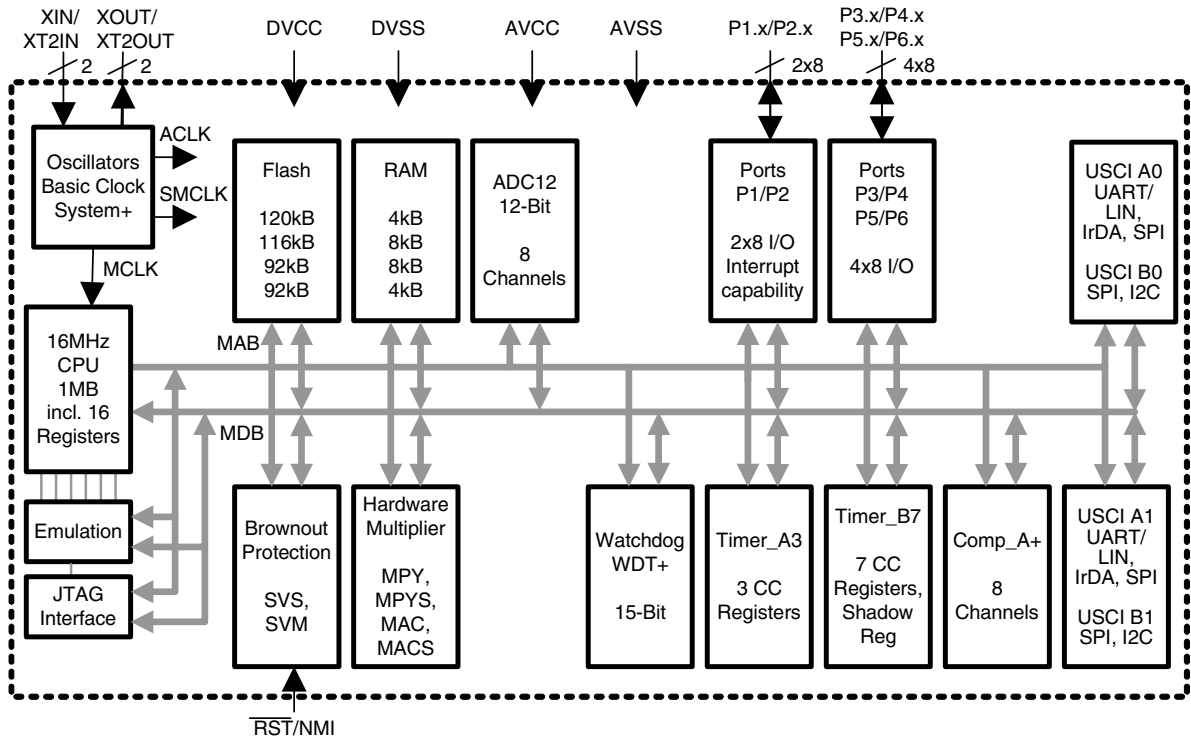 XIN/
XT2IN
XOUT/
XT2OUT
DVCC
DVSS
AVCC
AVSS
P1.x/P2.x
P3.x/P4.x
P5.x/P6.x
2
2
2x8
4x8
Oscillators
Basic Clock
System+
ACLK
SMCLK
MCLK
Flash
120kB
116kB
92kB
92kB
RAM
4kB
8kB
8kB
4kB
ADC12
12-Bit
8
Channels
Ports
P1/P2
2x8 I/O
Interrupt
capability
Ports
P3/P4
P5/P6
4x8 I/O
USCI A0
UART/
LIN,
IrDA, SPI
USCI B0
SPI, I2C
16MHz
CPU
1MB
incl. 16
Registers
MAB
MDB
Emulation
JTAG
Interface
Brownout
Protection
SVS,
SVM
Hardware
Multiplier
MPY,
MPYS,
MAC,
MACS
Watchdog
WDT+
15-Bit
Timer_A3
3 CC
Registers
Timer_B7
7 CC
Registers,
Shadow
Reg
Comp_A+
8
Channels
USCI A1
UART/
LIN,
IrDA, SPI
USCI B1
SPI, I2C
RST/NMI